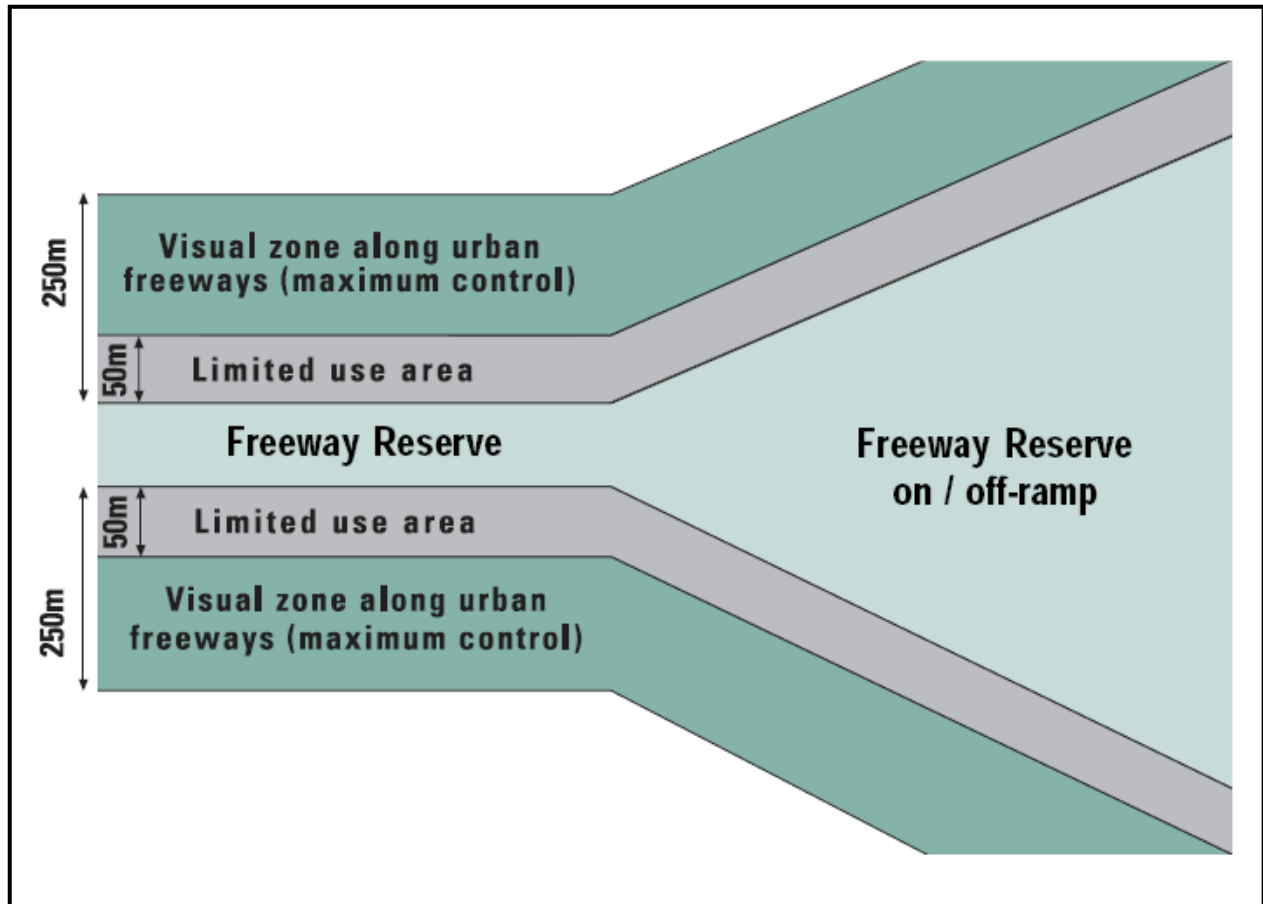 250m
Visual zone along urban
freeways (maximum control)
50m
Limited use area
Freeway Reserve
Freeway Reserve
on / off-ramp
50m
Limited use area
250m
Visual zone along urban
freeways (maximum control)